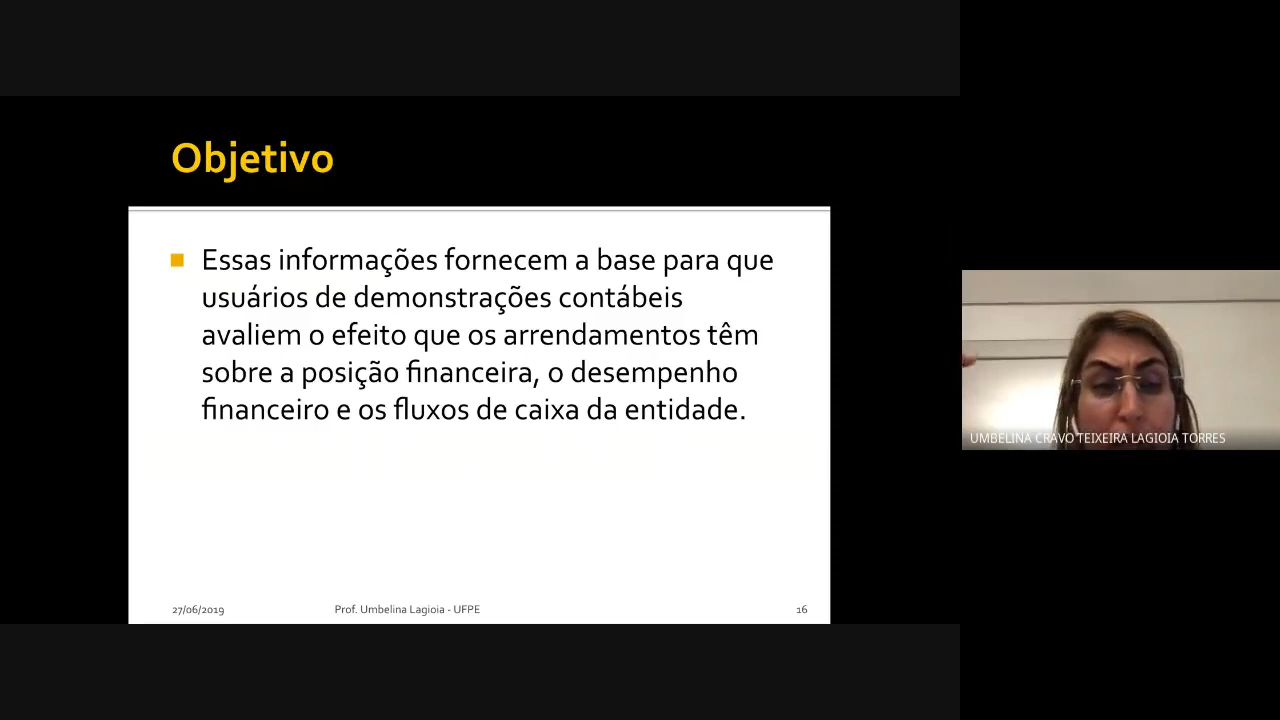 Objetivo
Essas informações fornecem a base para que
usuários de demonstrações contábeis
avaliem o efeito que os arrendamentos têm
sobre a posição financeira, o desempenho
financeiro e os fluxos de caixa da entidade.
27/06/2019 Prof. Umbelina Lagioia - UFPE 16
UMBELINA CRAVO TEIXEIRA LAGIOIA TORRES